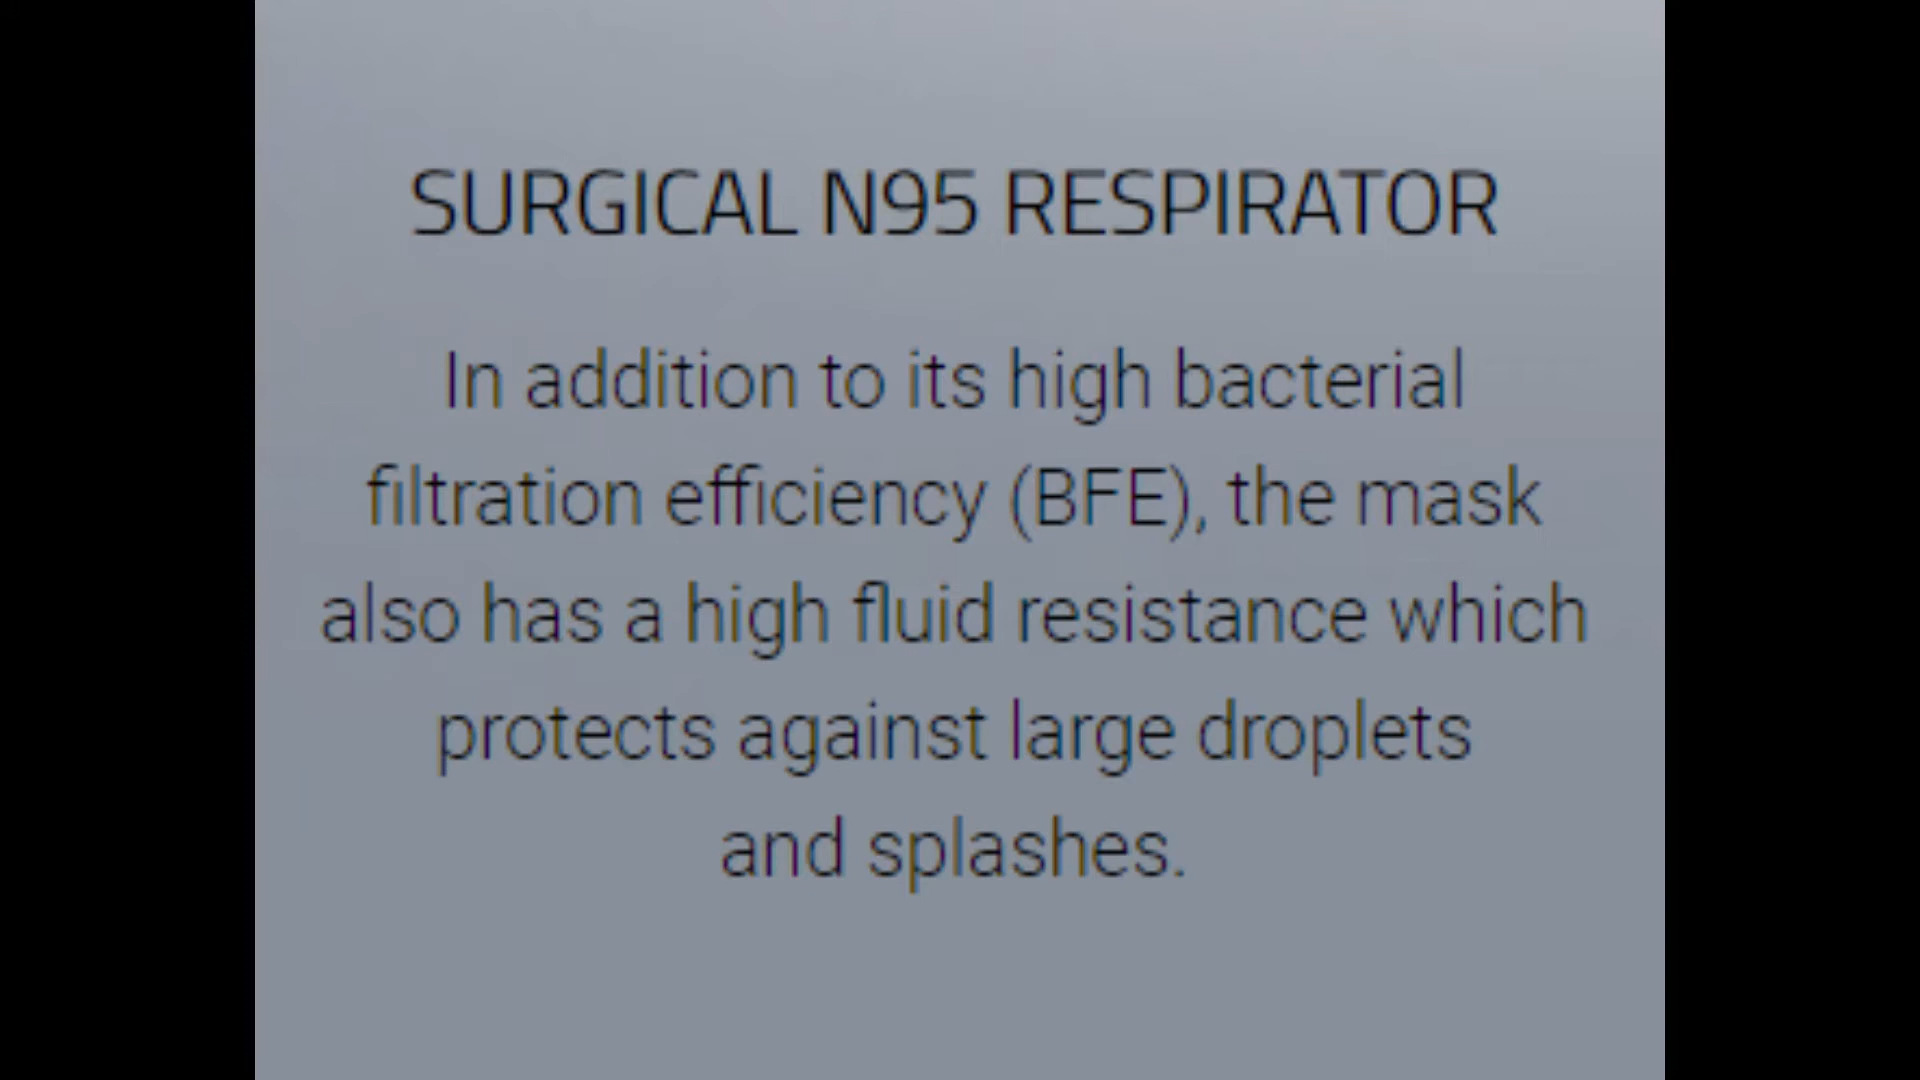 SURGICAL N95 RESPIRATOR
In addition to its high bacterial
filtration efficiency (BFE), the mask
also has a high fluid resistance which
protects against large droplets
and splashes.